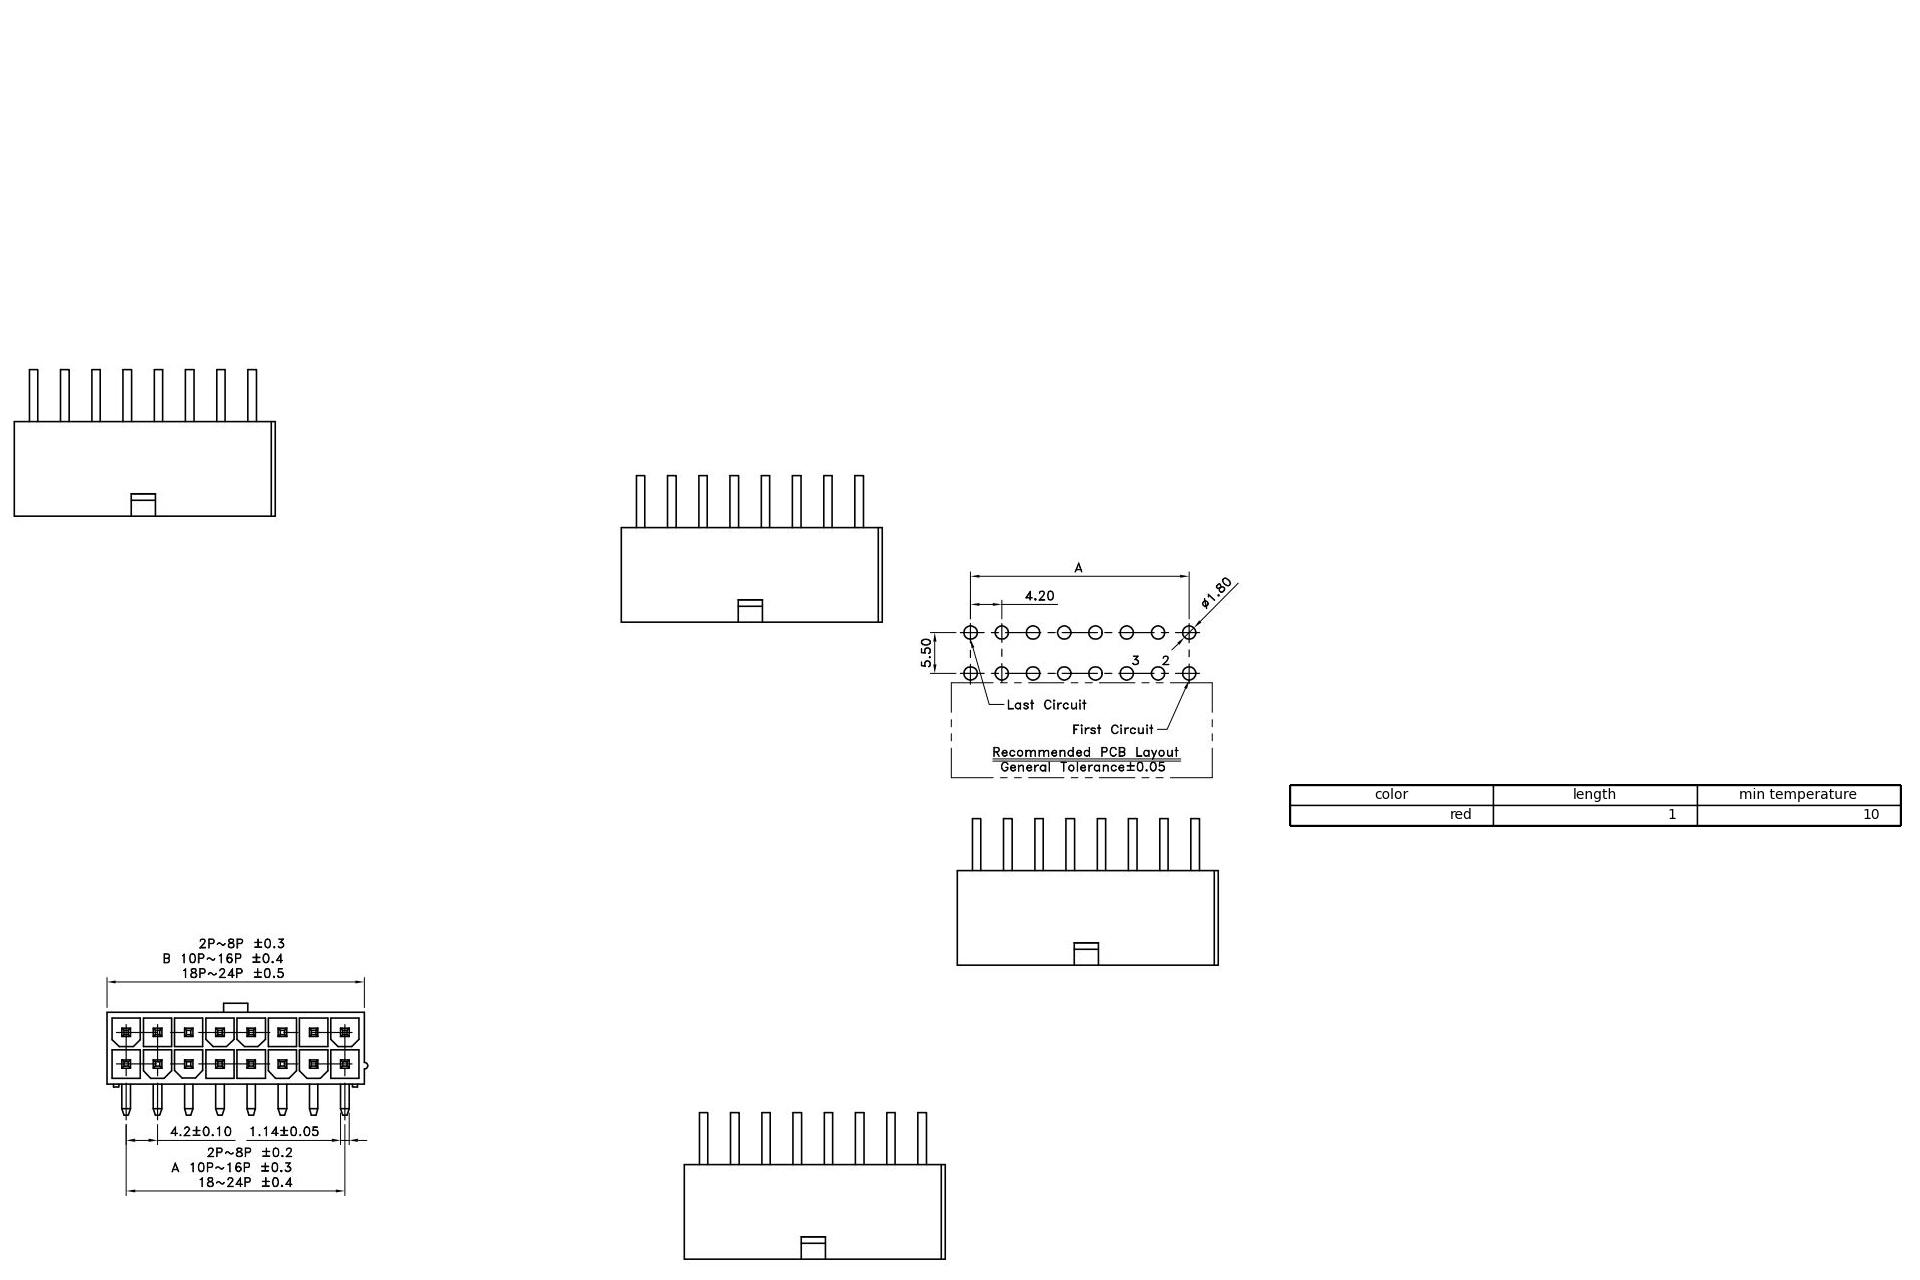 A
4.20
ø1.80
5.50
3 2
Last Circuit
First Circuit
Recommended PCB Layout
General Tolerance±0.05
color length min temperature
red 1 10
2P~8P ±0.3
B 10P~16P ±0.4
18P~24P ±0.5
4.2±0.10 1.14±0.05
2P~8P ±0.2
A 10P~16P ±0.3
18~24P ±0.4